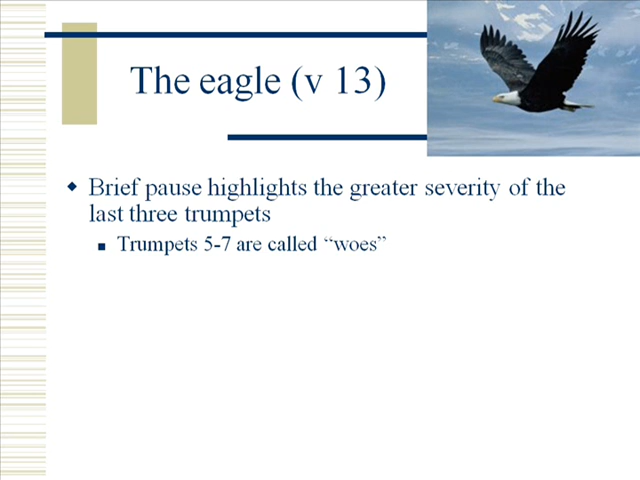 The eagle (v 13)
Brief pause highlights the greater severity of the
last three trumpets
Trumpets 5-7 are called “woes”